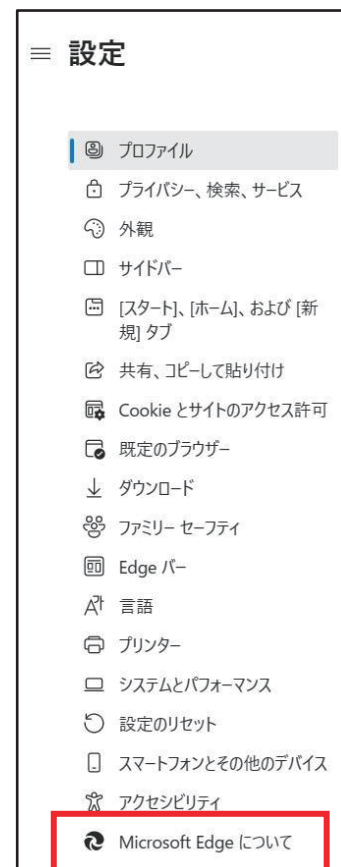 設定
プロファイル
プライバシー、検索、サービス
外観
サイドバー
[スタート]、[ホーム]、および [新
規] タブ
共有、コピーして貼り付け
Cookie とサイトのアクセス許可
既定のブラウザー
ダウンロード
ファミリー セーフティ
Edge バー
言語
プリンター
システムとパフォーマンス
設定のリセット
スマートフォンとその他のデバイス
アクセシビリティ
Microsoft Edge について